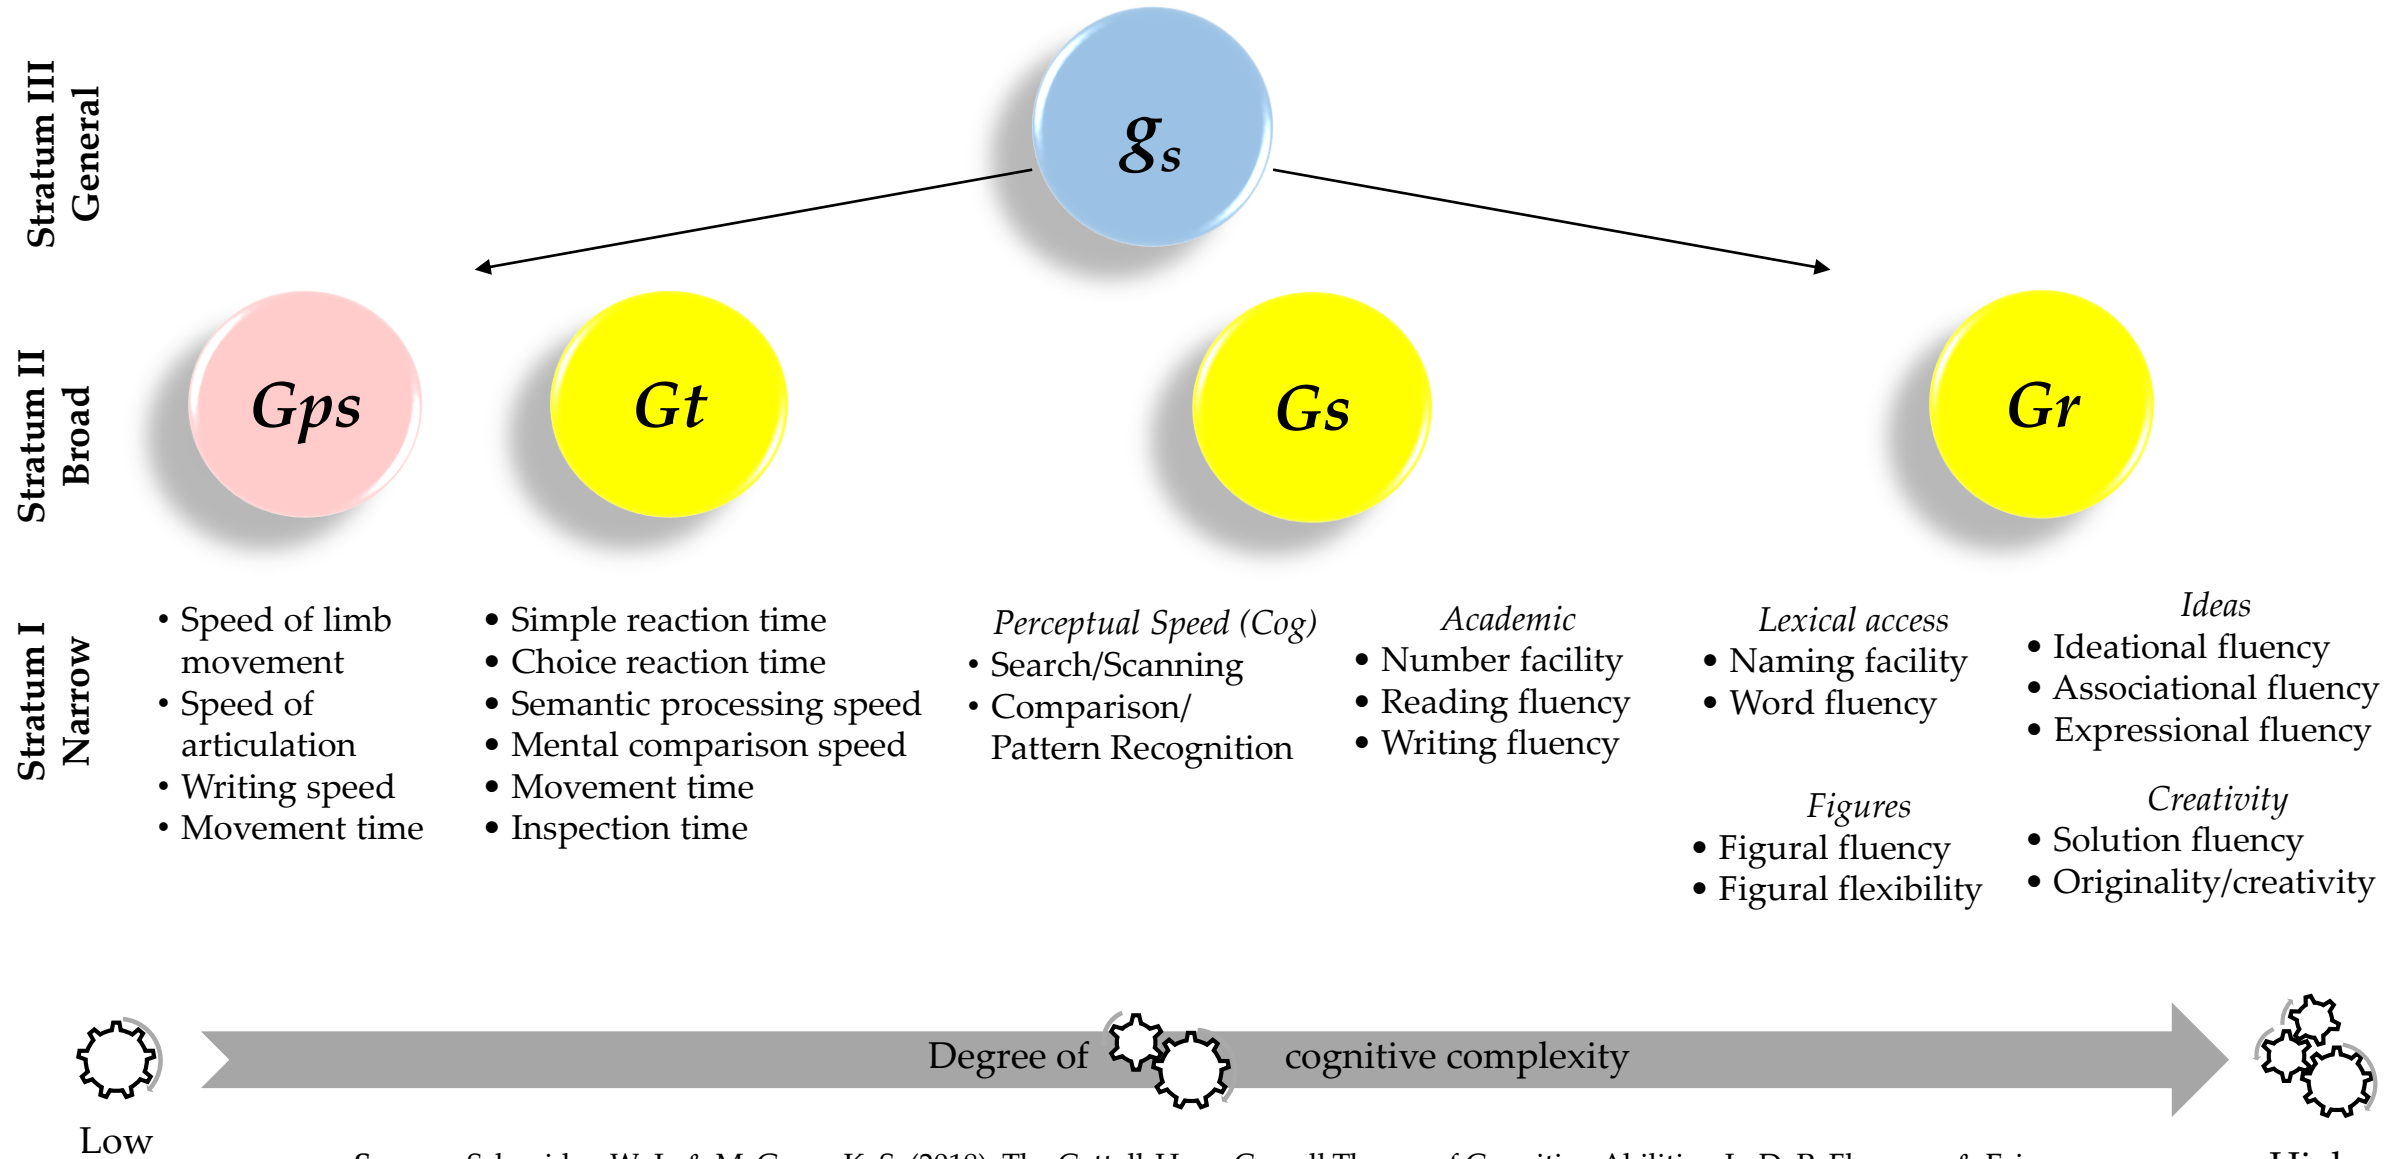 Stratum III
General
g s
Stratum II
Broad
Gps
Gt
Gs
Gr
Stratum I
Narrow
• Speed of limb
movement
• Speed of
articulation
• Writing speed
• Movement time
• Simple reaction time
• Choice reaction time
• Semantic processing speed
• Mental comparison speed
• Movement time
• Inspection time
Perceptual Speed (Cog)
• Search/Scanning
• Comparison/
Pattern Recognition
Academic
• Number facility
• Reading fluency
• Writing fluency
Lexical access
• Naming facility
• Word fluency
Ideas
• Ideational fluency
• Associational fluency
• Expressional fluency
Figures
• Figural fluency
• Figural flexibility
Creativity
• Solution fluency
• Originality/creativity
Degree of cognitive complexity
Low